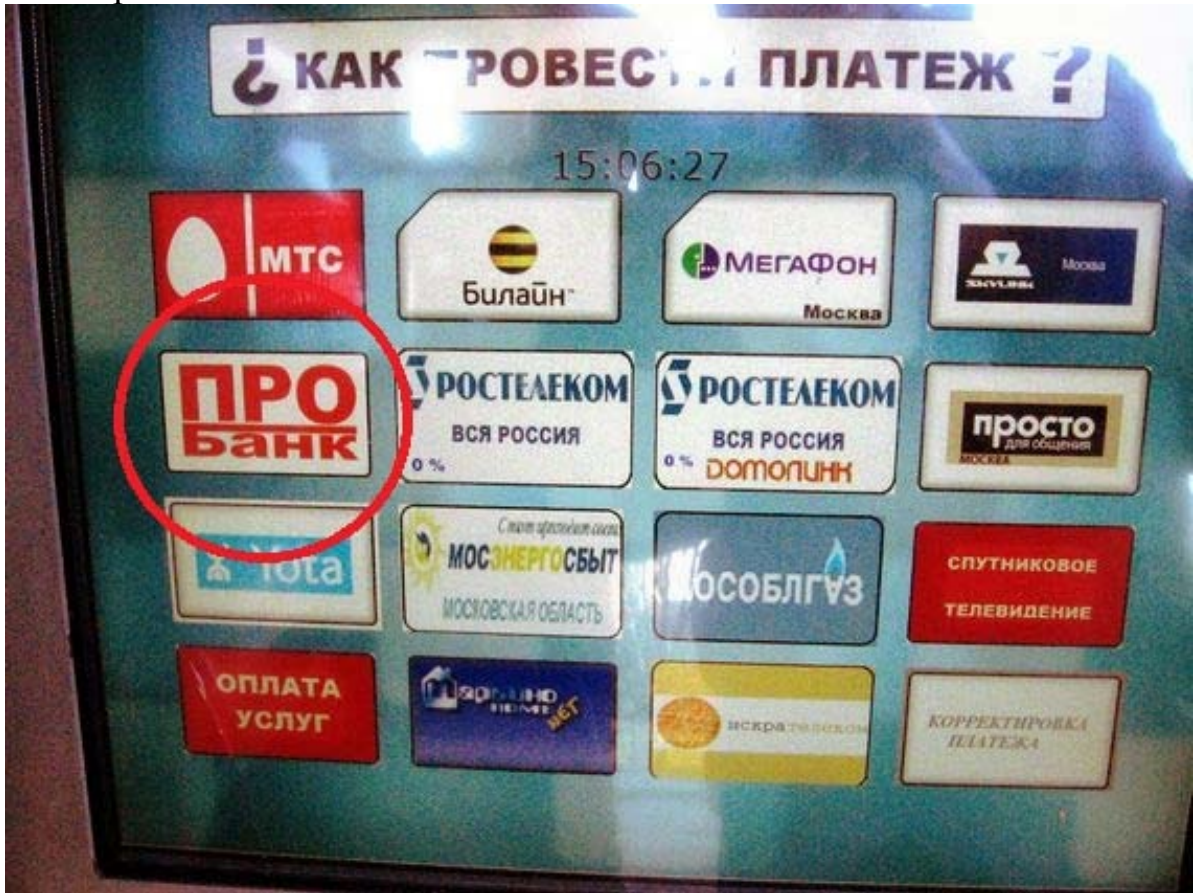 ¿ КАК ПРОВЕСТИ ПЛАТЕЖ ?
15:06:27
МТС
Билайн
МЕГАФОН
Москва
SKYLINK
Москва
ПРО
Банк
РОСТЕЛЕКОМ
ВСЯ РОССИЯ
0 %
РОСТЕЛЕКОМ
ВСЯ РОССИЯ
0 %
ДОМОЛИНК
просто
для общения
МОСКВА
Yota
МОСЭНЕРГОСБЫТ
МОСКОВСКАЯ ОБЛАСТЬ
МОСОБЛГАЗ
СПУТНИКОВОЕ
ТЕЛЕВИДЕНИЕ
ОПЛАТА
УСЛУГ
НЕТ
искрателеком
КОРРЕКТИРОВКА
ПЛАТЕЖА